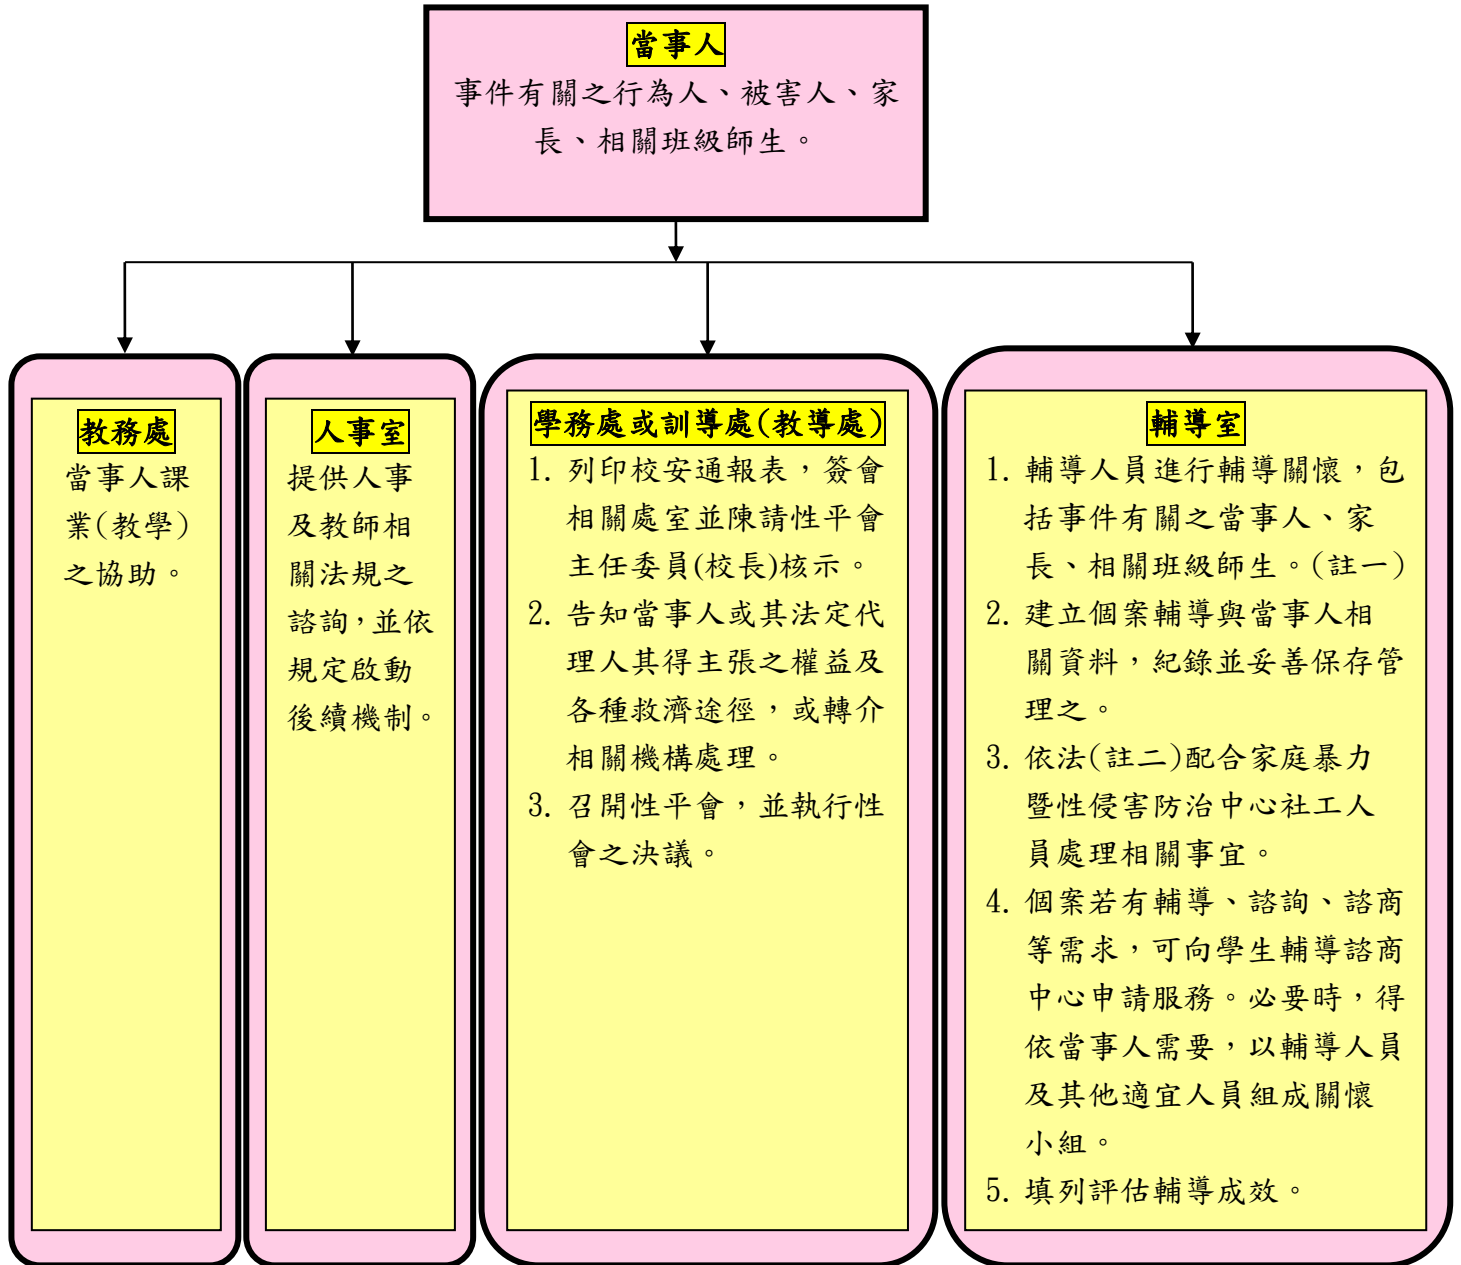 當事人
事件有關之行為人、被害人、家
長、相關班級師生。
教務處
當事人課
業(教學)
之協助。
人事室
提供人事
及教師相
關法規之
諮詢，並依
規定啟動
後續機制。
學務處或訓導處(教導處)
1. 列印校安通報表，簽會
相關處室並陳請性平會
主任委員(校長)核示。
2. 告知當事人或其法定代
理人其得主張之權益及
各種救濟途徑，或轉介
相關機構處理。
3. 召開性平會，並執行性
會之決議。
輔導室
1. 輔導人員進行輔導關懷，包
括事件有關之當事人、家
長、相關班級師生。(註一)
2. 建立個案輔導與當事人相
關資料，紀錄並妥善保存管
理之。
3. 依法(註二)配合家庭暴力
暨性侵害防治中心社工人
員處理相關事宜。
4. 個案若有輔導、諮詢、諮商
等需求，可向學生輔導諮商
中心申請服務。必要時，得
依當事人需要，以輔導人員
及其他適宜人員組成關懷
小組。
5. 填列評估輔導成效。